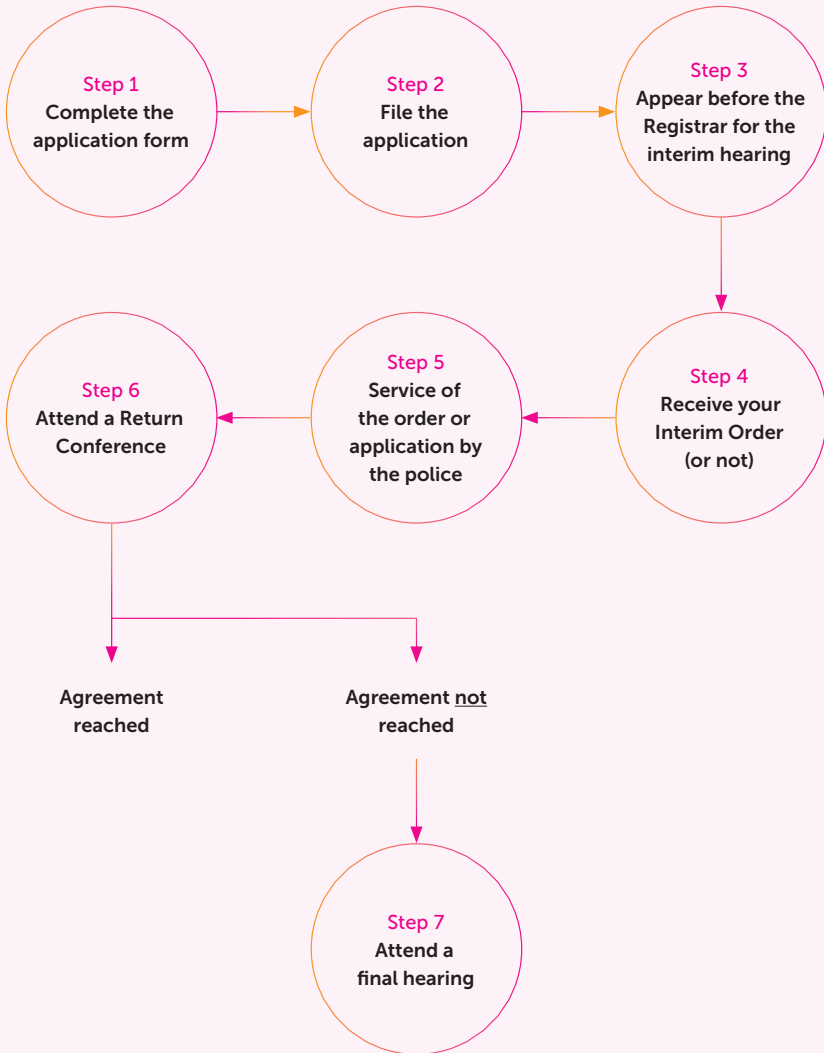 Step 1
Complete the
application form
Step 2
File the
application
Step 3
Appear before the
Registrar for the
interim hearing
Step 4
Receive your
Interim Order
(or not)
Step 5
Service of
the order or
application by
the police
Step 6
Attend a Return
Conference
Agreement
reached
Agreement not
reached
Step 7
Attend a
final hearing